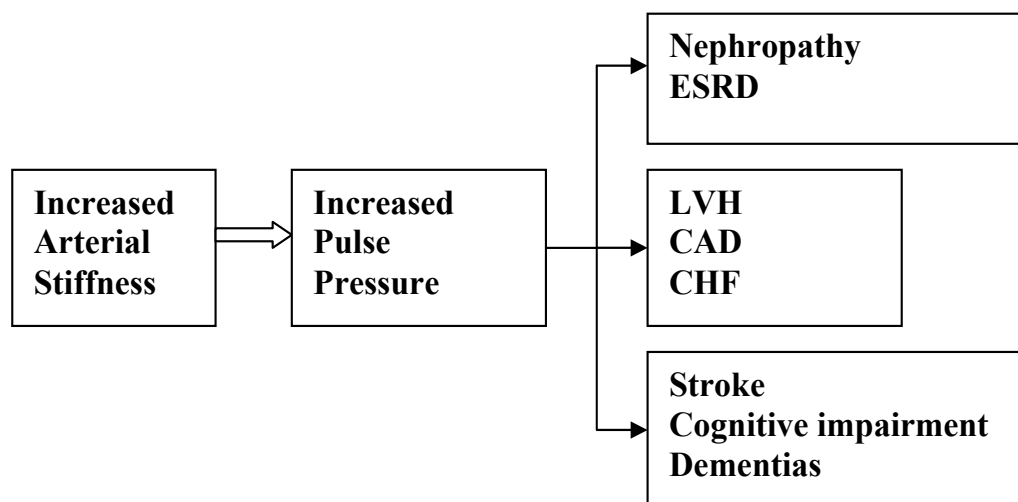 Increased
Arterial
Stiffness
Increased
Pulse
Pressure
Nephropathy
ESRD
LVH
CAD
CHF
Stroke
Cognitive impairment
Dementias